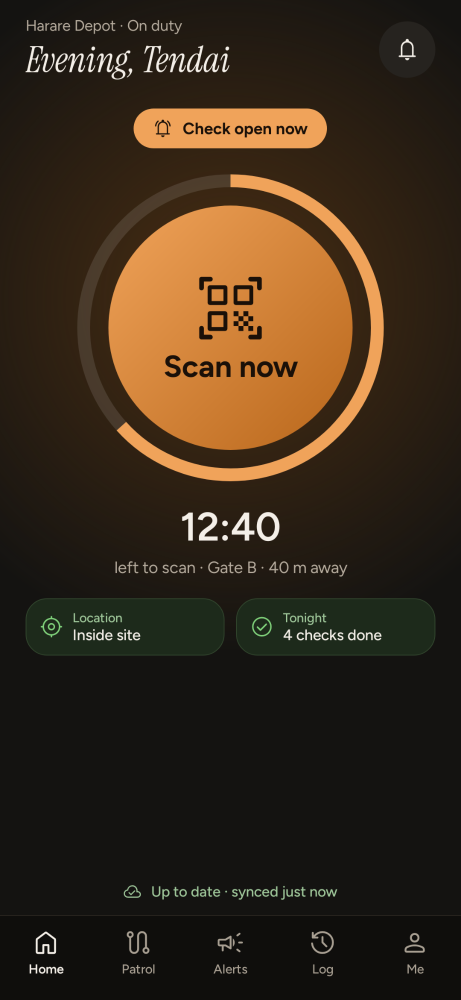 Harare Depot · On duty
Evening, Tendai
Check open now
Scan now
12:40
left to scan · Gate B · 40 m away
Location
Inside site
Tonight
4 checks done
Up to date · synced just now
Home
Patrol
Alerts
Log
Me